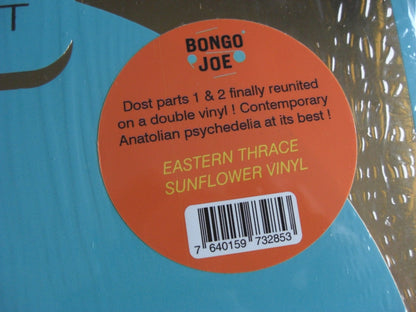 T
BONGO
JOE
Dost parts 1 & 2 finally reunited
on a double vinyl ! Contemporary
Anatolian psychedelia at its best !
EASTERN THRACE
SUNFLOWER VINYL
7 640159 732853